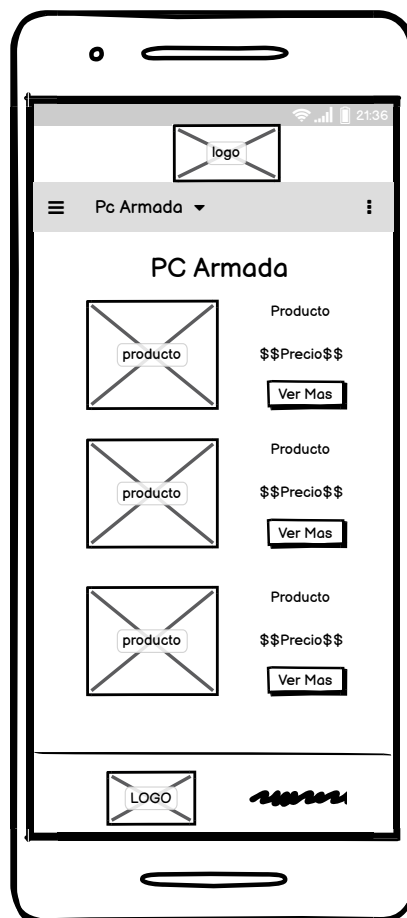 21:36
logo
Pc Armada
PC Armada
producto
Producto
$$Precio$$
Ver Mas
producto
Producto
$$Precio$$
Ver Mas
producto
Producto
$$Precio$$
Ver Mas
LOGO